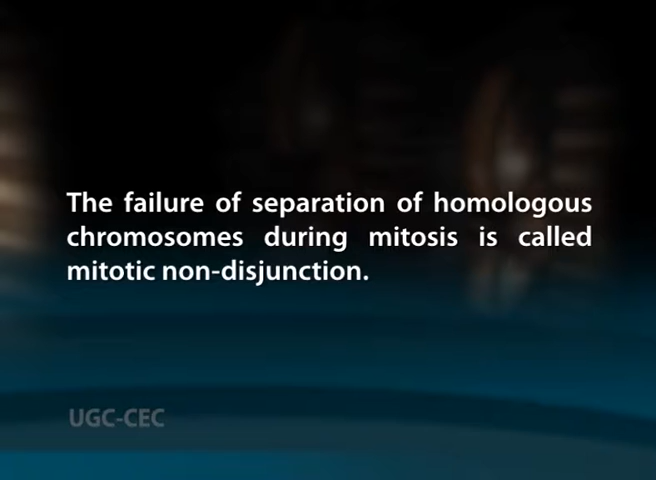 The failure of separation of homologous
chromosomes during mitosis is called
mitotic non-disjunction.
UGC-CEC